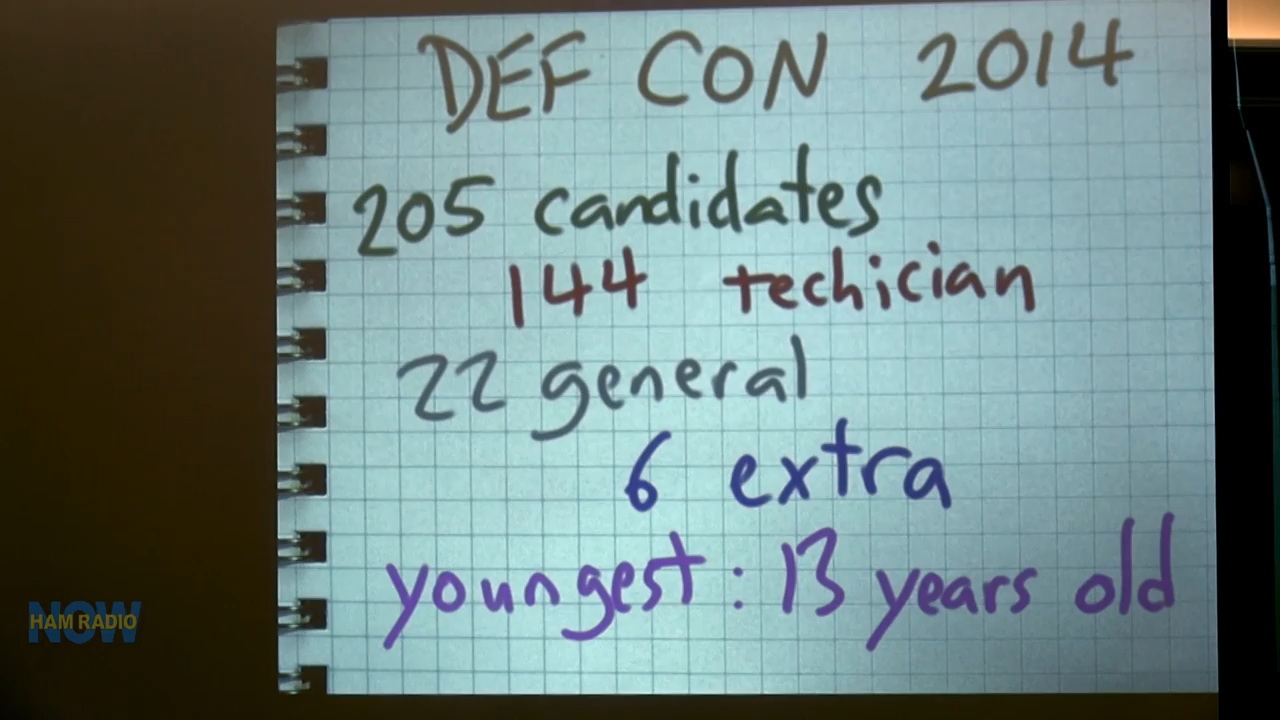 DEF CON 2014
205 candidates
144 techician
22 general
6 extra
youngest: 13 years old
NOW
HAM RADIO